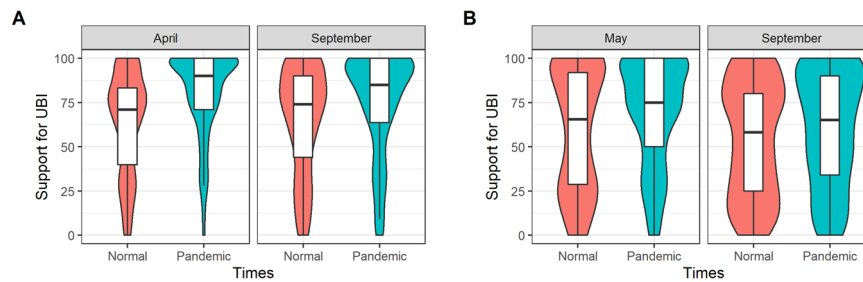 A
April
September
Support for UBI
100
75
50
25
0
Normal
Pandemic
Normal
Pandemic
Times
B
May
September
Support for UBI
100
75
50
25
0
Normal
Pandemic
Normal
Pandemic
Times